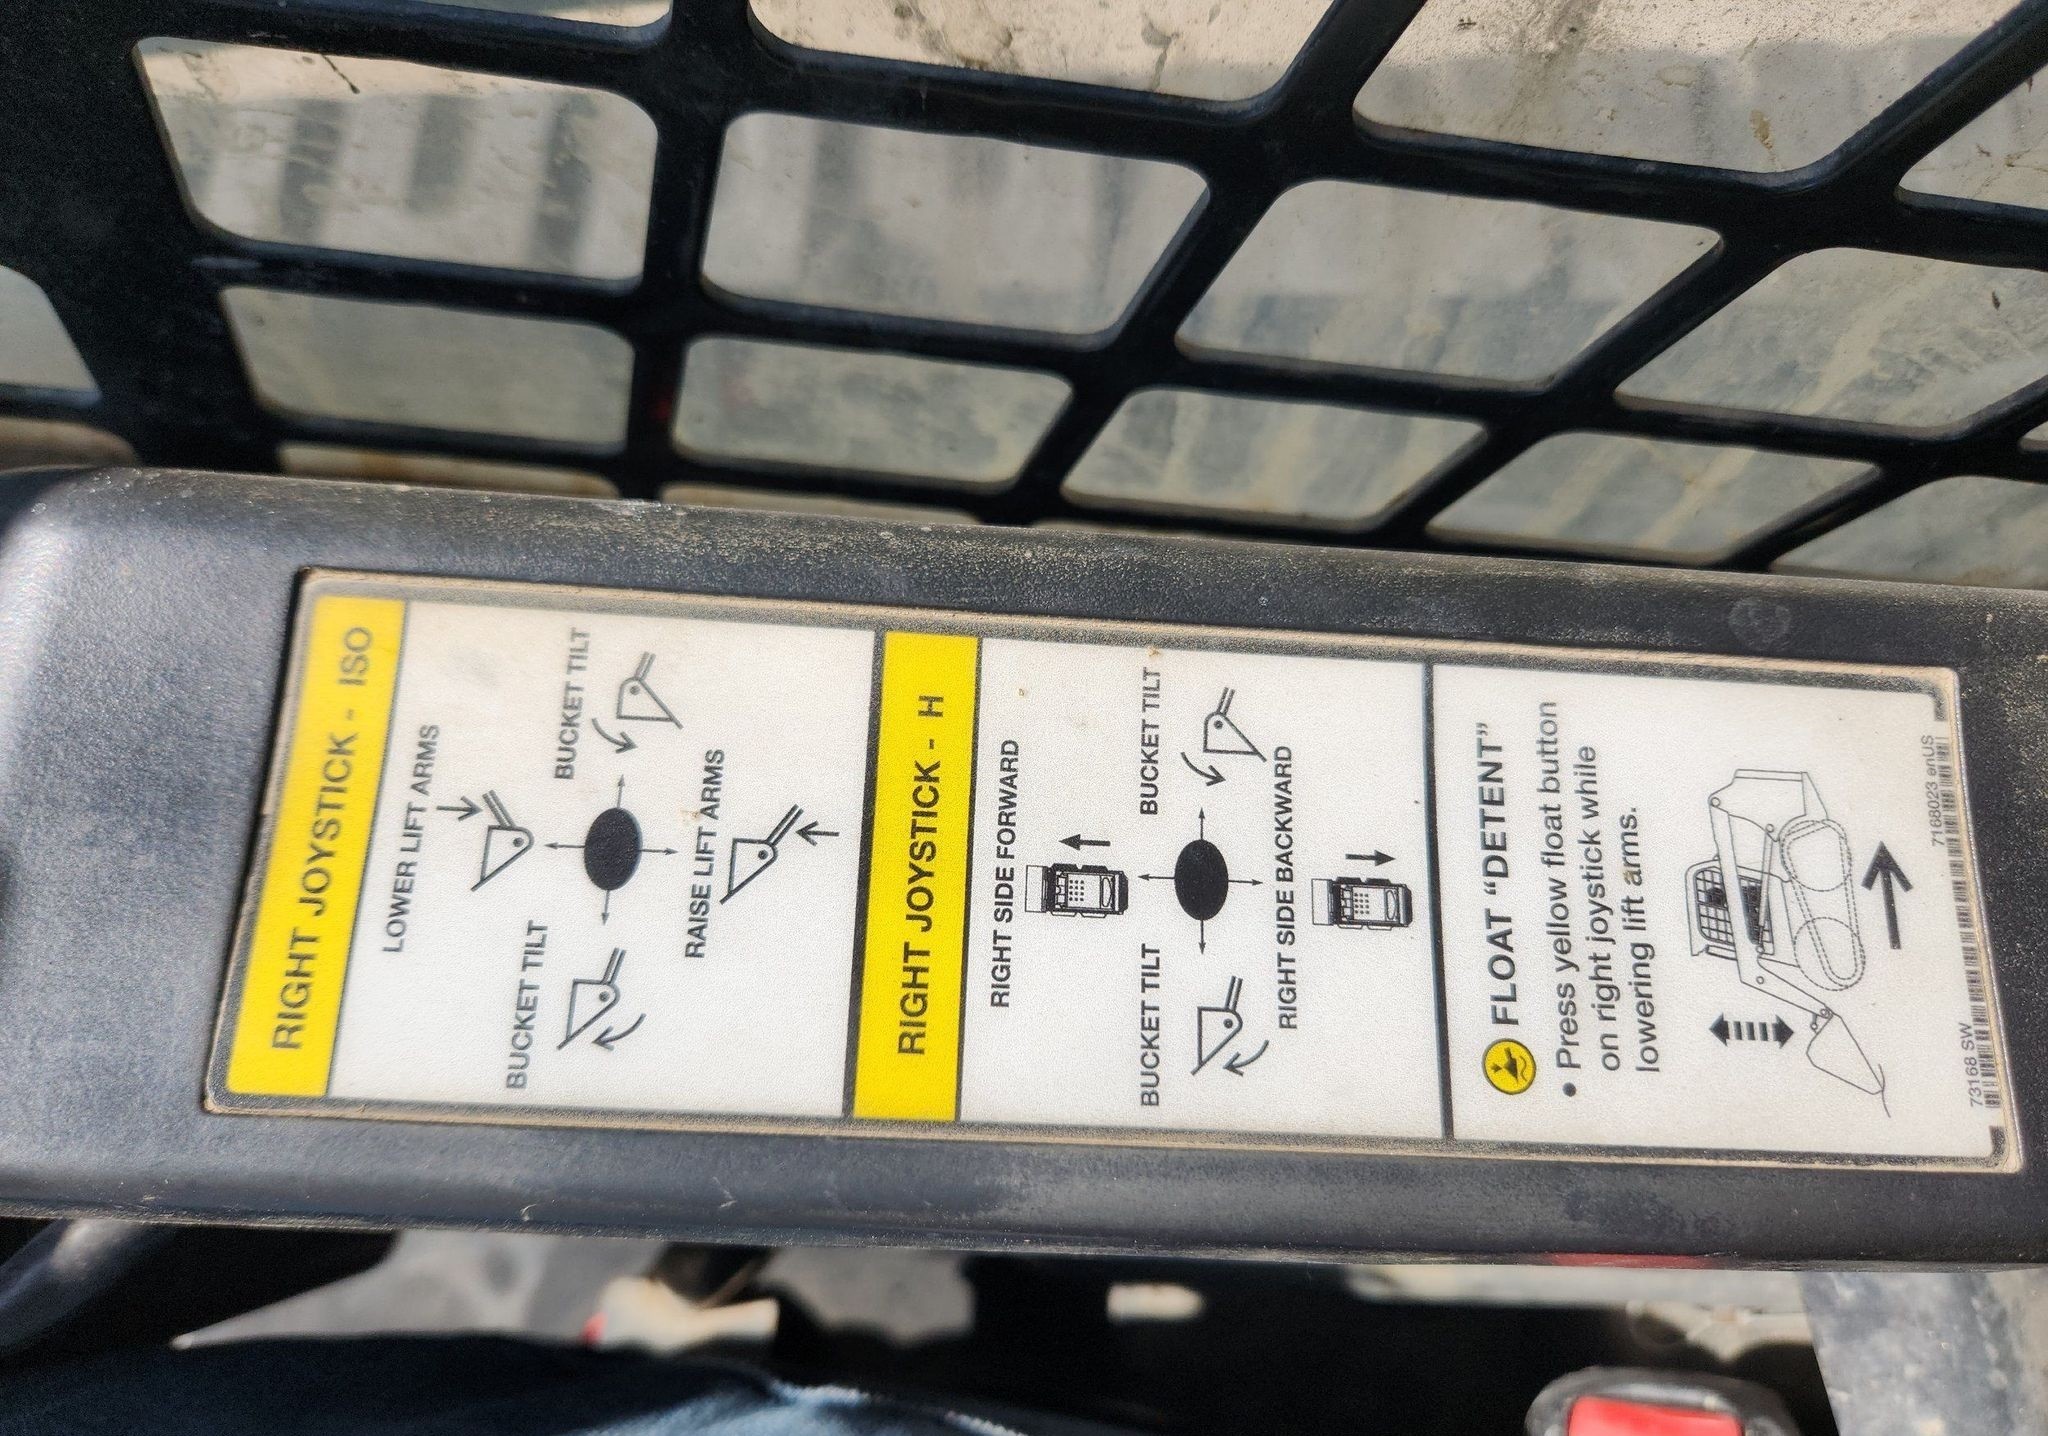 RIGHT JOYSTICK - ISO
LOWER LIFT ARMS
BUCKET TILT
BUCKET TILT
RAISE LIFT ARMS
RIGHT JOYSTICK - H
RIGHT SIDE FORWARD
BUCKET TILT
BUCKET TILT
RIGHT SIDE BACKWARD
FLOAT “DETENT”
• Press yellow float button
on right joystick while
lowering lift arms.
73168 SW
7168023 enUS